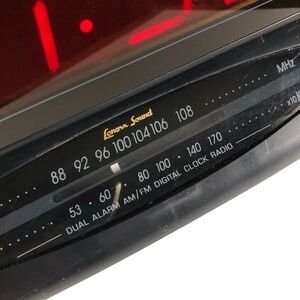 Lenoxx Sound
MHz
88 92 96 100 104 106 108
53 60 80 100 140 170
DUAL ALARM AM/FM DIGITAL CLOCK RADIO